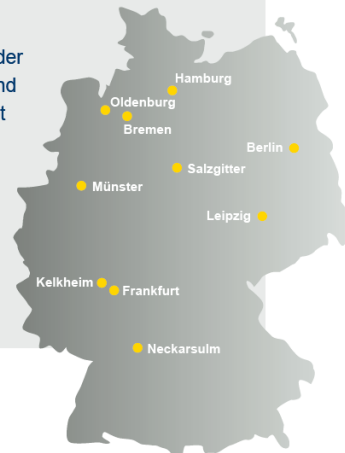 der
nd
t
Hamburg
Oldenburg
Bremen
Berlin
Salzgitter
Münster
Leipzig
Kelkheim
Frankfurt
Neckarsulm